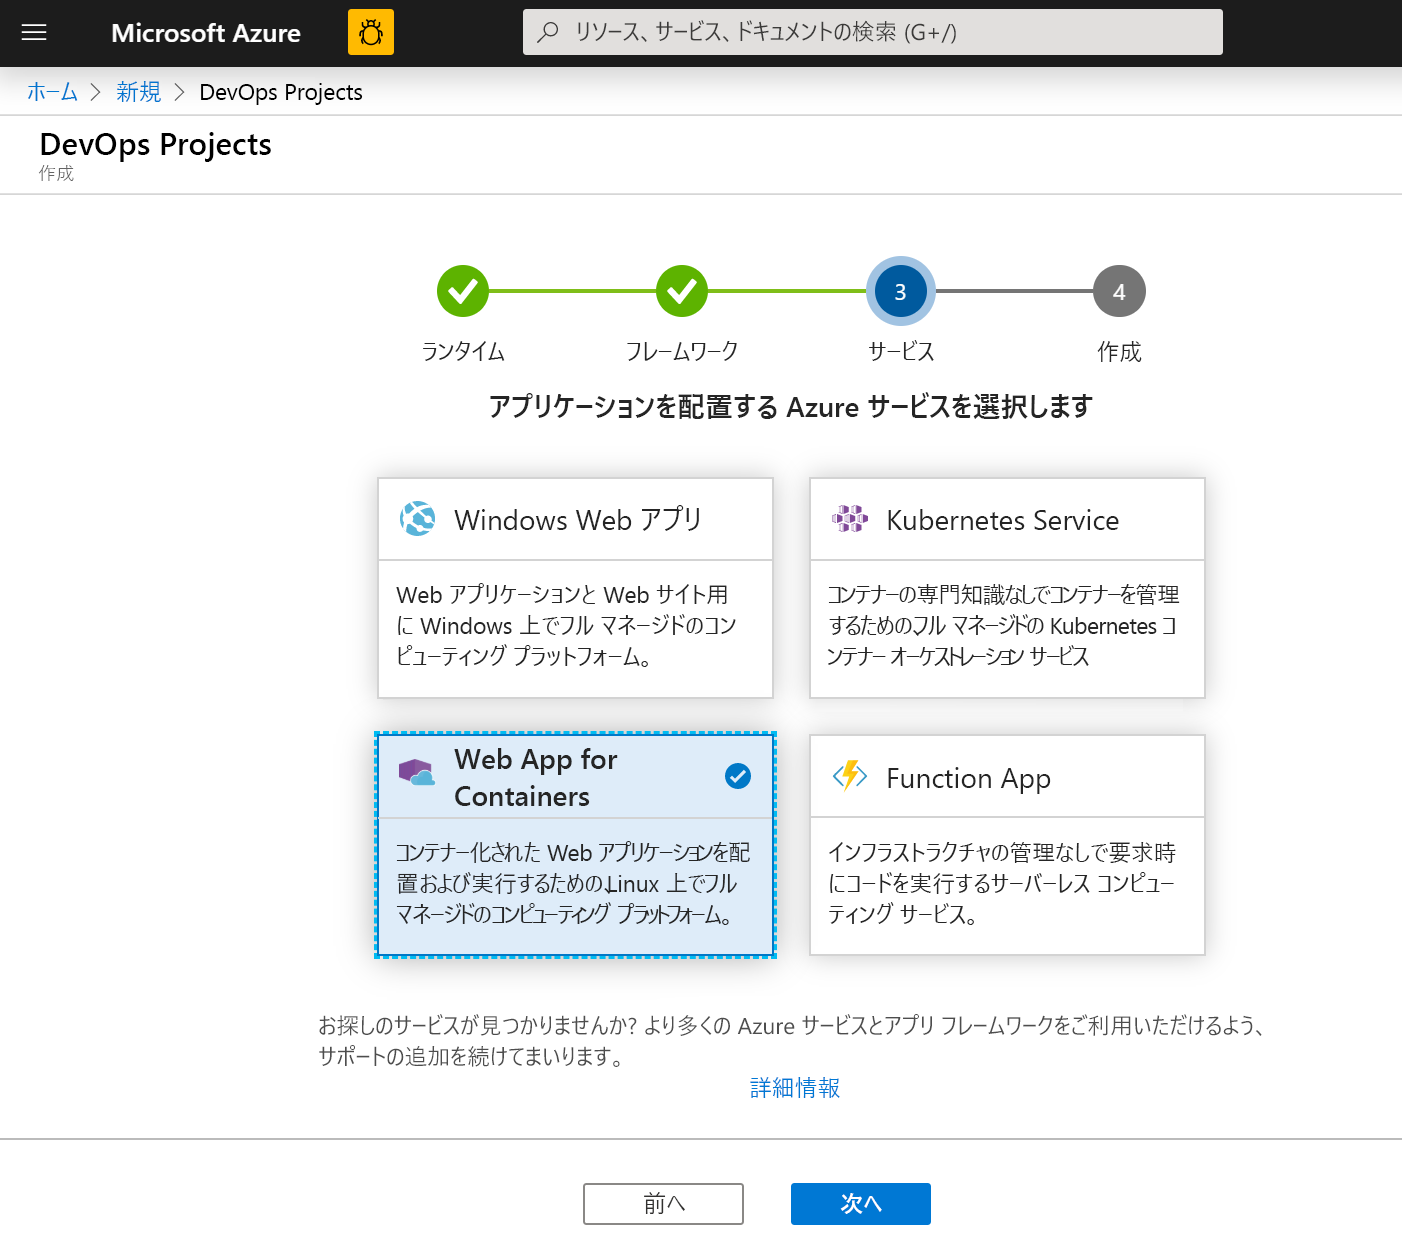 Microsoft Azure
リソース、サービス、ドキュメントの検索 (G+/)
ホーム > 新規 > DevOps Projects
DevOps Projects
作成
3
4
ランタイム
フレームワーク
サービス
作成
アプリケーションを配置する Azure サービスを選択します
Windows Web アプリ
Web アプリケーションと Web サイト用
に Windows 上でフル マネージドのコン
ピューティング プラットフォーム。
Kubernetes Service
コンテナーの専門知識なしでコンテナーを管理
するためのフル マネージドの Kubernetes コ
ンテナー オーケストレーション サービス
Web App for
Containers
コンテナー化された Web アプリケーションを配
置および実行するためのLinux 上でフル
マネージドのコンピューティング プラットフォーム。
Function App
インフラストラクチャの管理なしで要求時
にコードを実行するサーバーレス コンピュー
ティング サービス。
お探しのサービスが見つかりませんか? より多くの Azure サービスとアプリ フレームワークをご利用いただけるよう、
サポートの追加を続けてまいります。
詳細情報
前へ
次へ